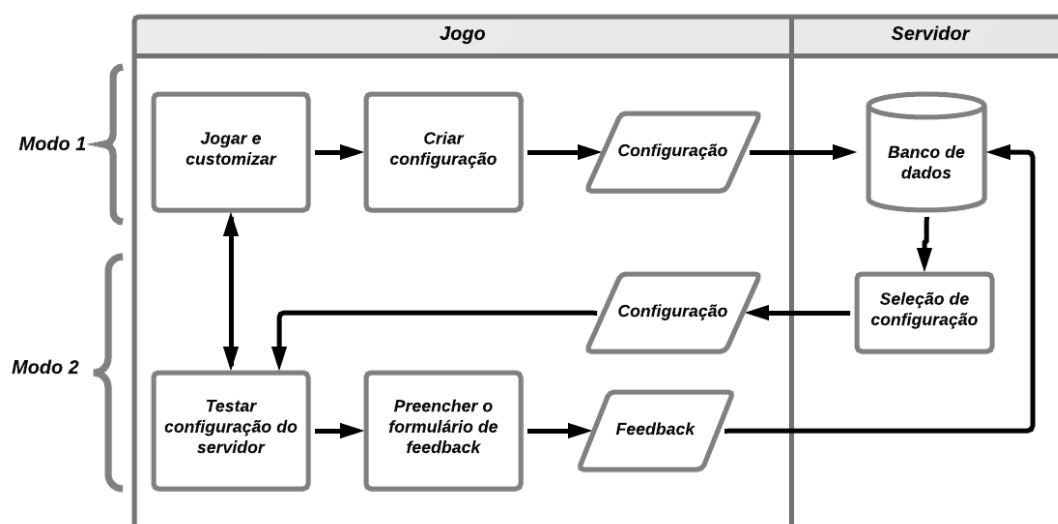 Jogo
Servidor
Modo 1
Jogar e
customizar
Criar
configuração
Configuração
Banco de
dados
Modo 2
Configuração
Seleção de
configuração
Testar
configuração do
servidor
Preencher o
formulário de
feedback
Feedback